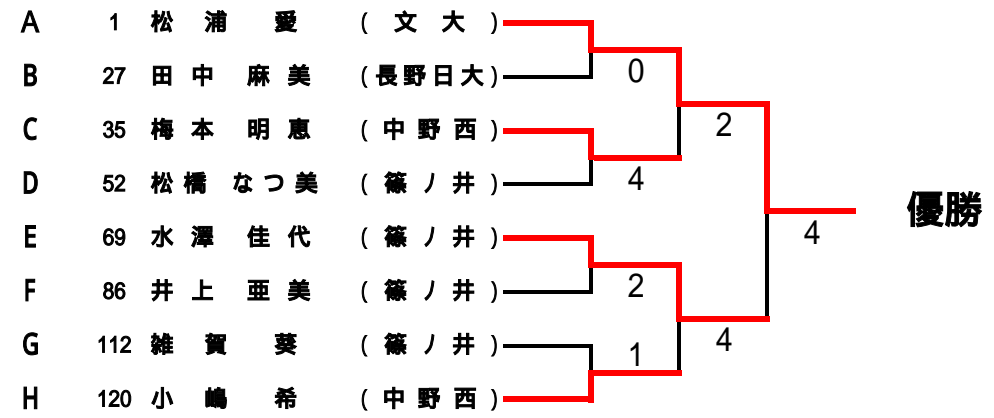 A 1 松浦 愛 (文大)
B 27 田中 麻美 (長野日大)
0
C 35 梅本 明恵 (中野西)
2
D 52 松橋 なつ美 (篠ノ井)
4
優勝
E 69 水澤 佳代 (篠ノ井)
4
F 86 井上 亜美 (篠ノ井)
2
G 112 雑賀 葵 (篠ノ井)
1
4
H 120 小嶋 希 (中野西)